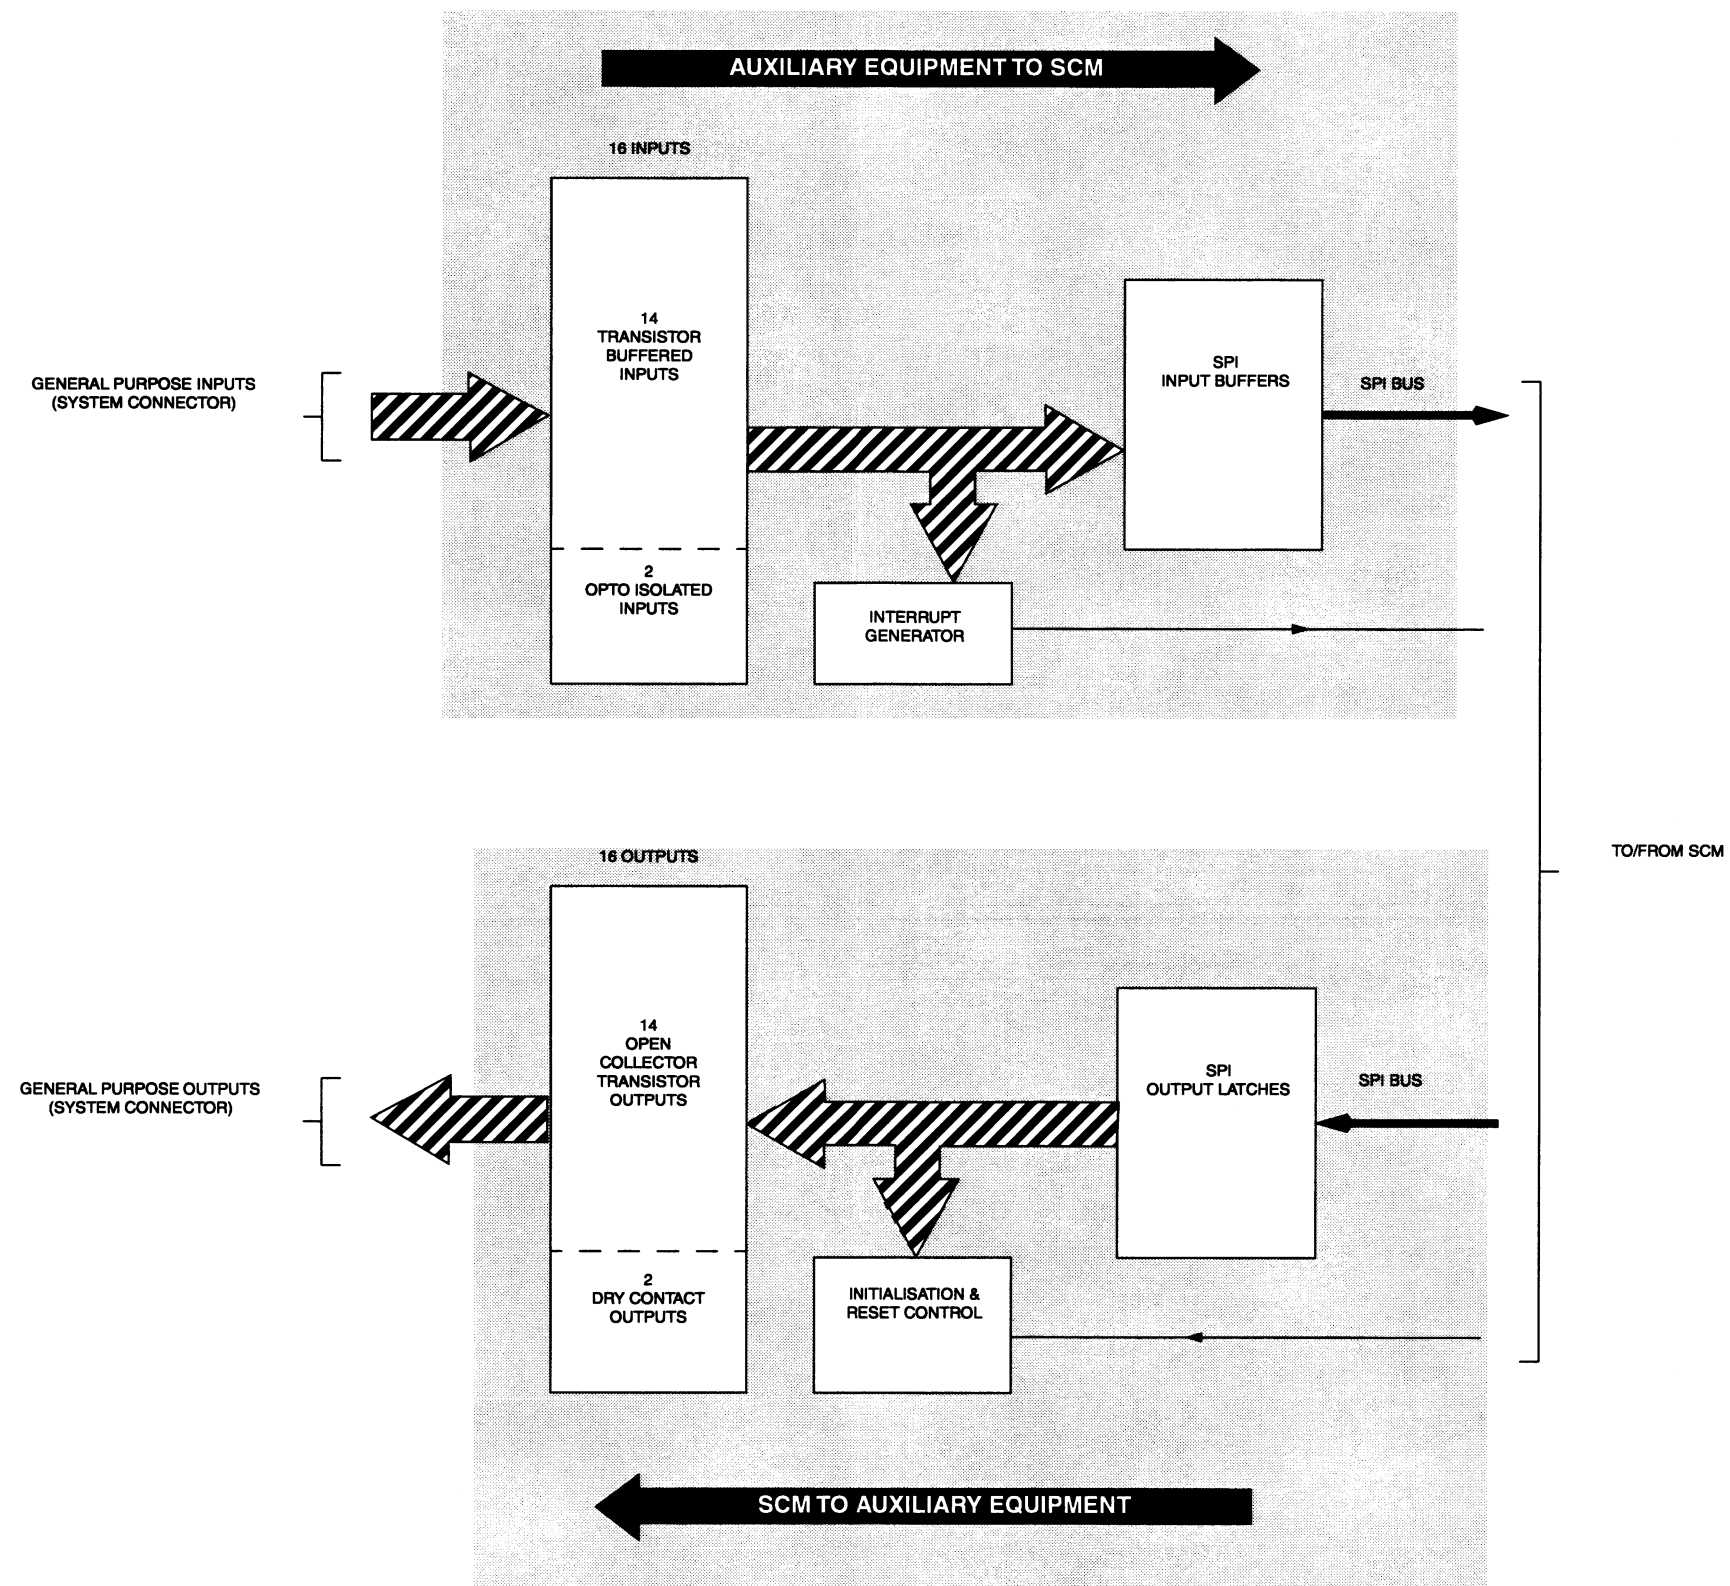 AUXILIARY EQUIPMENT TO SCM
16 INPUTS
14
TRANSISTOR
BUFFERED
INPUTS
SPI
INPUT BUFFERS
GENERAL PURPOSE INPUTS
(SYSTEM CONNECTOR)
SPI BUS
2
OPTO ISOLATED
INPUTS
INTERRUPT
GENERATOR
TO/FROM SCM
16 OUTPUTS
14
OPEN
COLLECTOR
TRANSISTOR
OUTPUTS
SPI
OUTPUT LATCHES
SPI BUS
GENERAL PURPOSE OUTPUTS
(SYSTEM CONNECTOR)
2
DRY CONTACT
OUTPUTS
INITIALISATION &
RESET CONTROL
SCM TO AUXILIARY EQUIPMENT